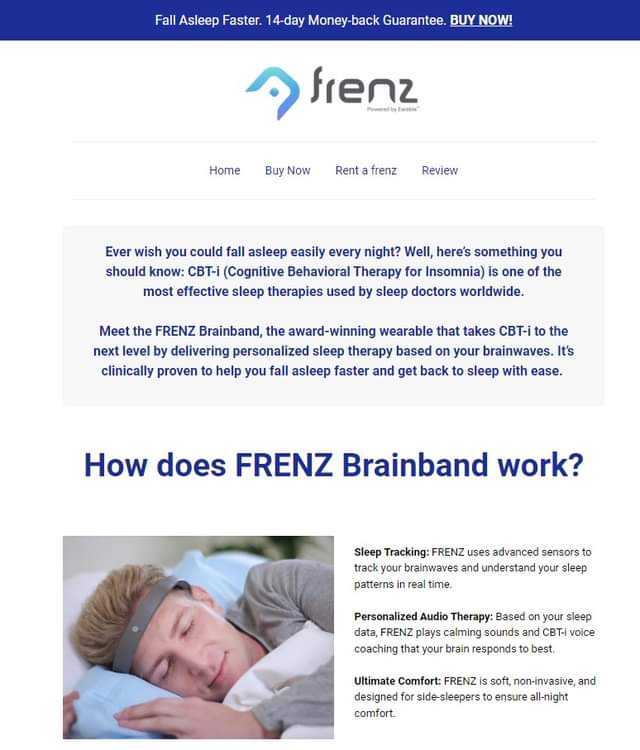 Fall Asleep Faster. 14-day Money-back Guarantee. BUY NOW!
frenz
Powered by Earable™
Home Buy Now Rent a frenz Review
Ever wish you could fall asleep easily every night? Well, here's something you
should know: CBT-i (Cognitive Behavioral Therapy for Insomnia) is one of the
most effective sleep therapies used by sleep doctors worldwide.
Meet the FRENZ Brainband, the award-winning wearable that takes CBT-i to the
next level by delivering personalized sleep therapy based on your brainwaves. It's
clinically proven to help you fall asleep faster and get back to sleep with ease.
How does FRENZ Brainband work?
Sleep Tracking: FRENZ uses advanced sensors to
track your brainwaves and understand your sleep
patterns in real time.
Personalized Audio Therapy: Based on your sleep
data, FRENZ plays calming sounds and CBT-i voice
coaching that your brain responds to best.
Ultimate Comfort: FRENZ is soft, non-invasive, and
designed for side-sleepers to ensure all-night
comfort.